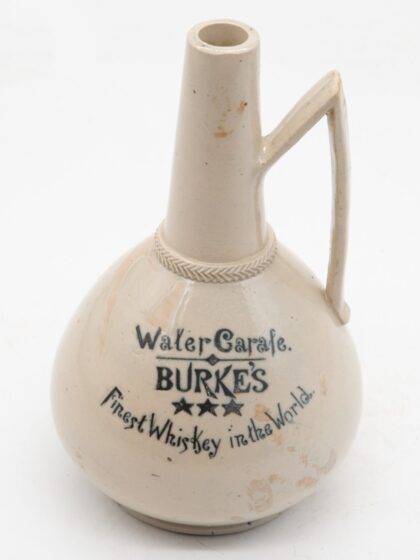 Water Carafe.
BURKE'S
★★★
Finest Whiskey in the World.